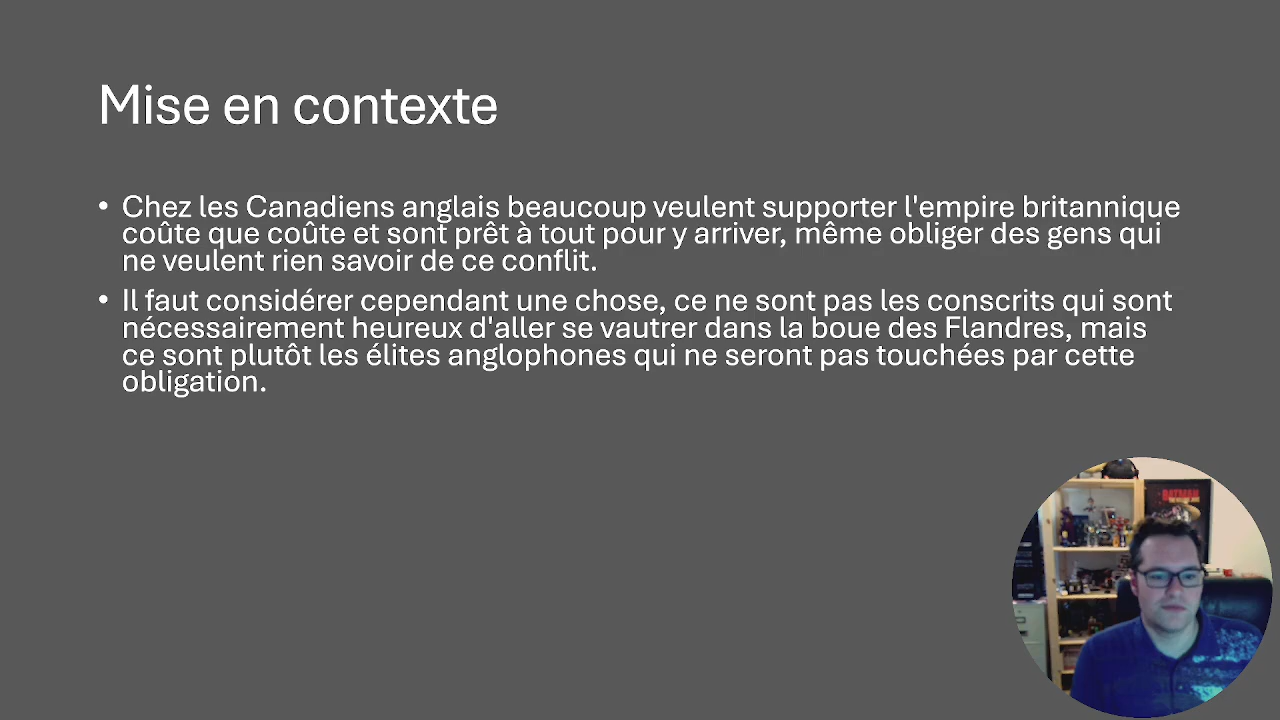 Mise en contexte
• Chez les Canadiens anglais beaucoup veulent supporter l'empire britannique
coûte que coûte et sont prêt à tout pour y arriver, même obliger des gens qui
ne veulent rien savoir de ce conflit.
• Il faut considérer cependant une chose, ce ne sont pas les conscrits qui sont
nécessairement heureux d'aller se vautrer dans la boue des Flandres, mais
ce sont plutôt les élites anglophones qui ne seront pas touchées par cette
obligation.
BATMAN